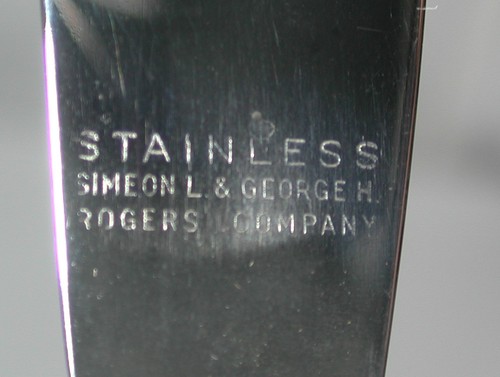 STAINLESS
SIMEON L. & GEORGE H.
ROGERS COMPANY